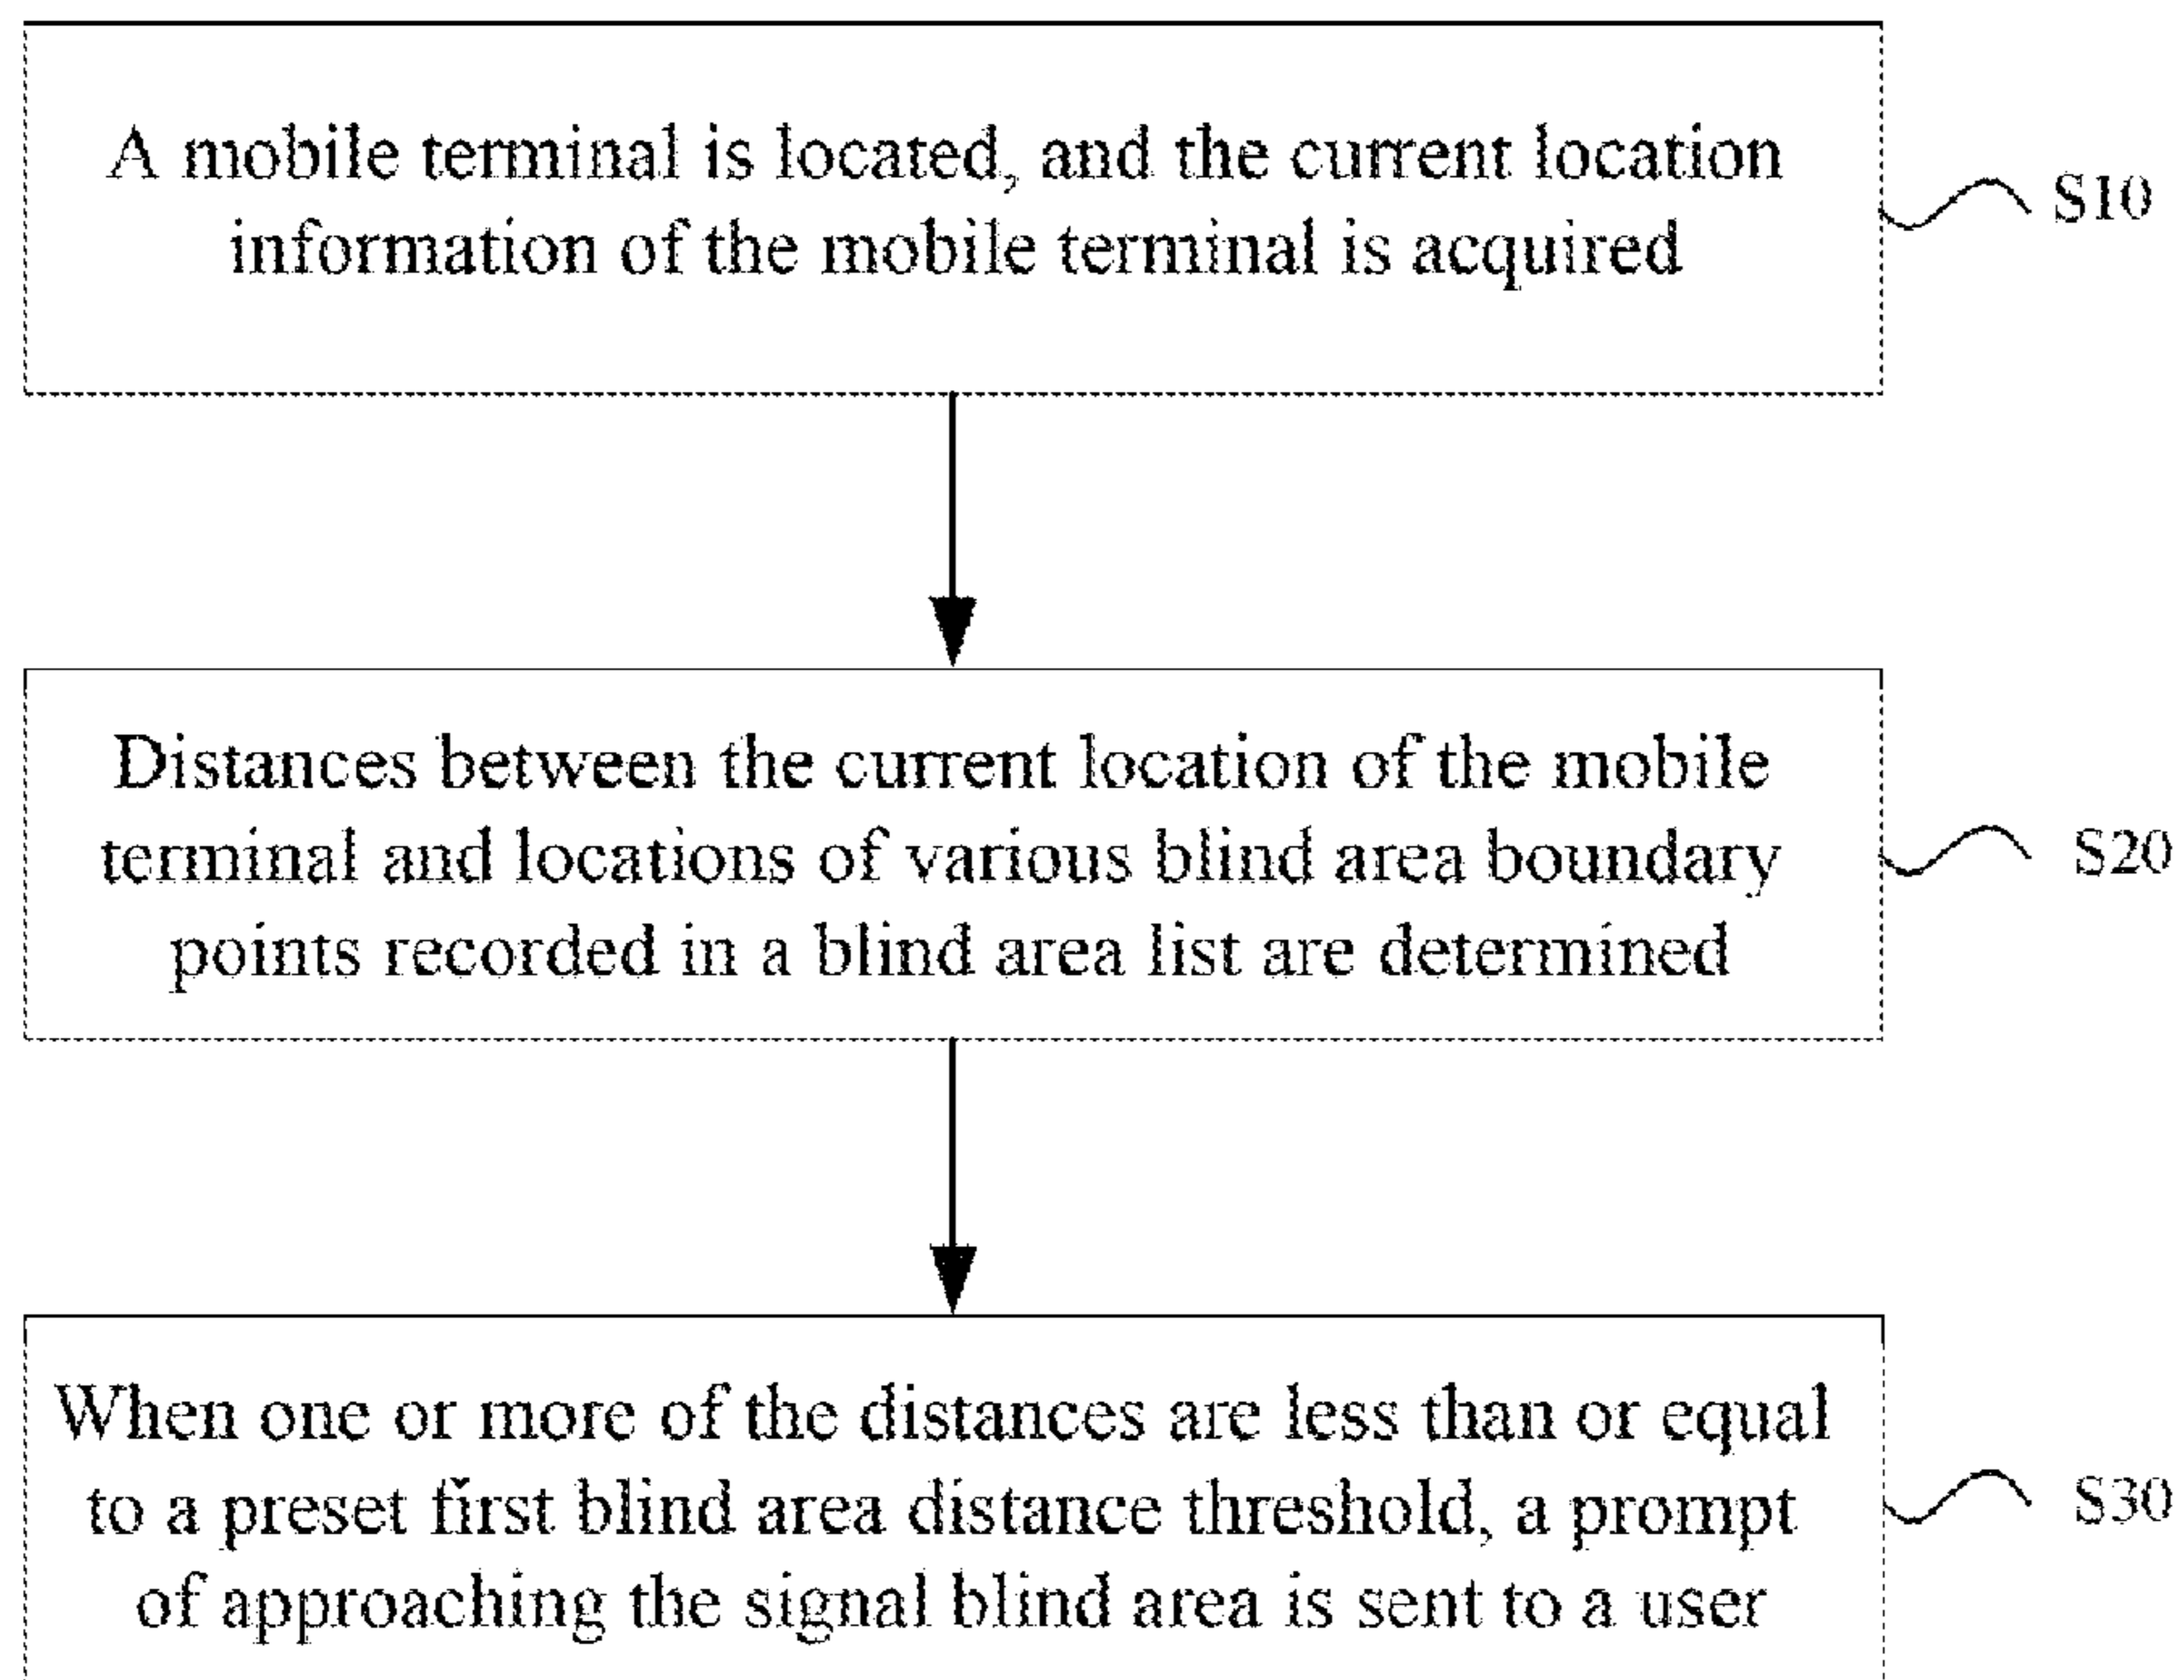 A mobile terminal is located, and the current location
information of the mobile terminal is acquired
S10
Distances between the current location of the mobile
terminal and locations of various blind area boundary
points recorded in a blind area list are determined
S20
When one or more of the distances are less than or equal
to a preset first blind area distance threshold, a prompt
of approaching the signal blind area is sent to a user
S30